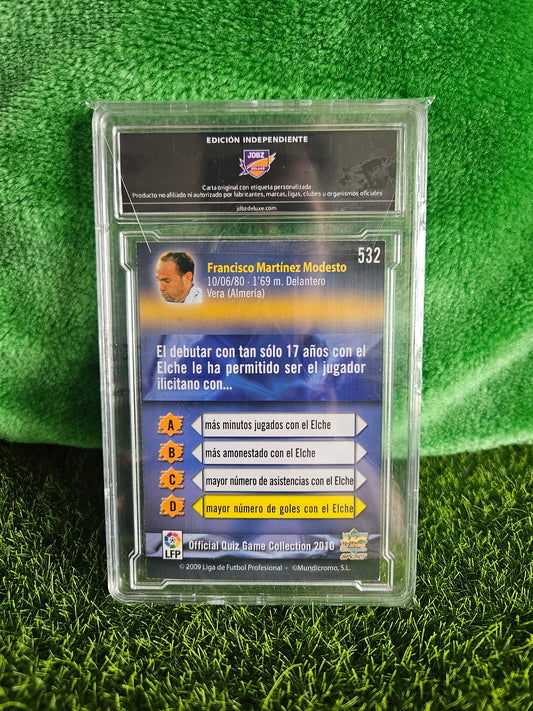 EDICIÓN INDEPENDIENTE
JDBZ
DELUXE
Carta original con etiqueta personalizada
Producto no afiliado ni autorizado por fabricantes, marcas, ligas, clubes u organismos oficiales
jdbzdeluxe.com
532
Francisco Martínez Modesto
10/06/80 - 1'69 m. Delantero
Vera (Almería)
El debutar con tan sólo 17 años con el
Elche le ha permitido ser el jugador
ilicitano con...
A más minutos jugados con el Elche
B más amonestado con el Elche
C mayor número de asistencias con el Elche
D mayor número de goles con el Elche
LFP
Official Quiz Game Collection 2010
© 2009 Liga de Futbol Profesional - ©Mundicromo, S.L.